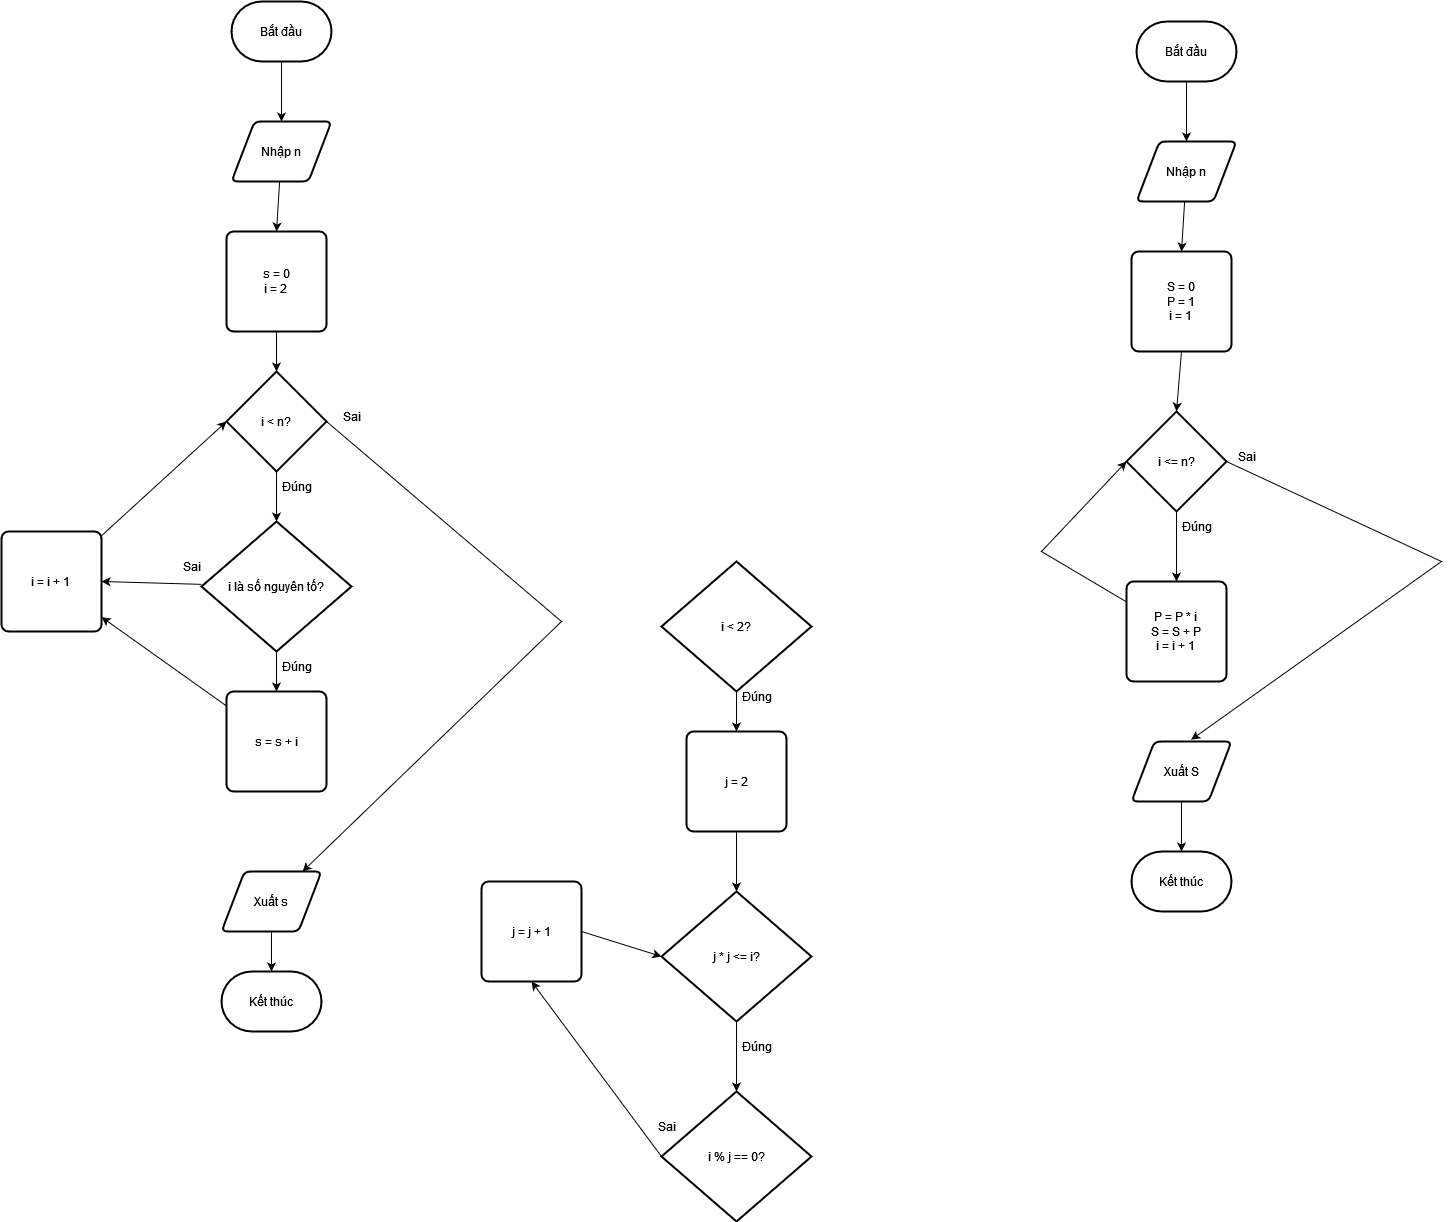 Bắt đầu
Nhập n
s = 0
i = 2
i < n?
Sai
Đúng
i là số nguyên tố?
Sai
i = i + 1
Đúng
s = s + i
Xuất s
Kết thúc
i < 2?
Đúng
j = 2
j * j <= i?
j = j + 1
Đúng
Sai
i % j == 0?
Bắt đầu
Nhập n
S = 0
P = 1
i = 1
i <= n?
Sai
Đúng
P = P * i
S = S + P
i = i + 1
Xuất S
Kết thúc